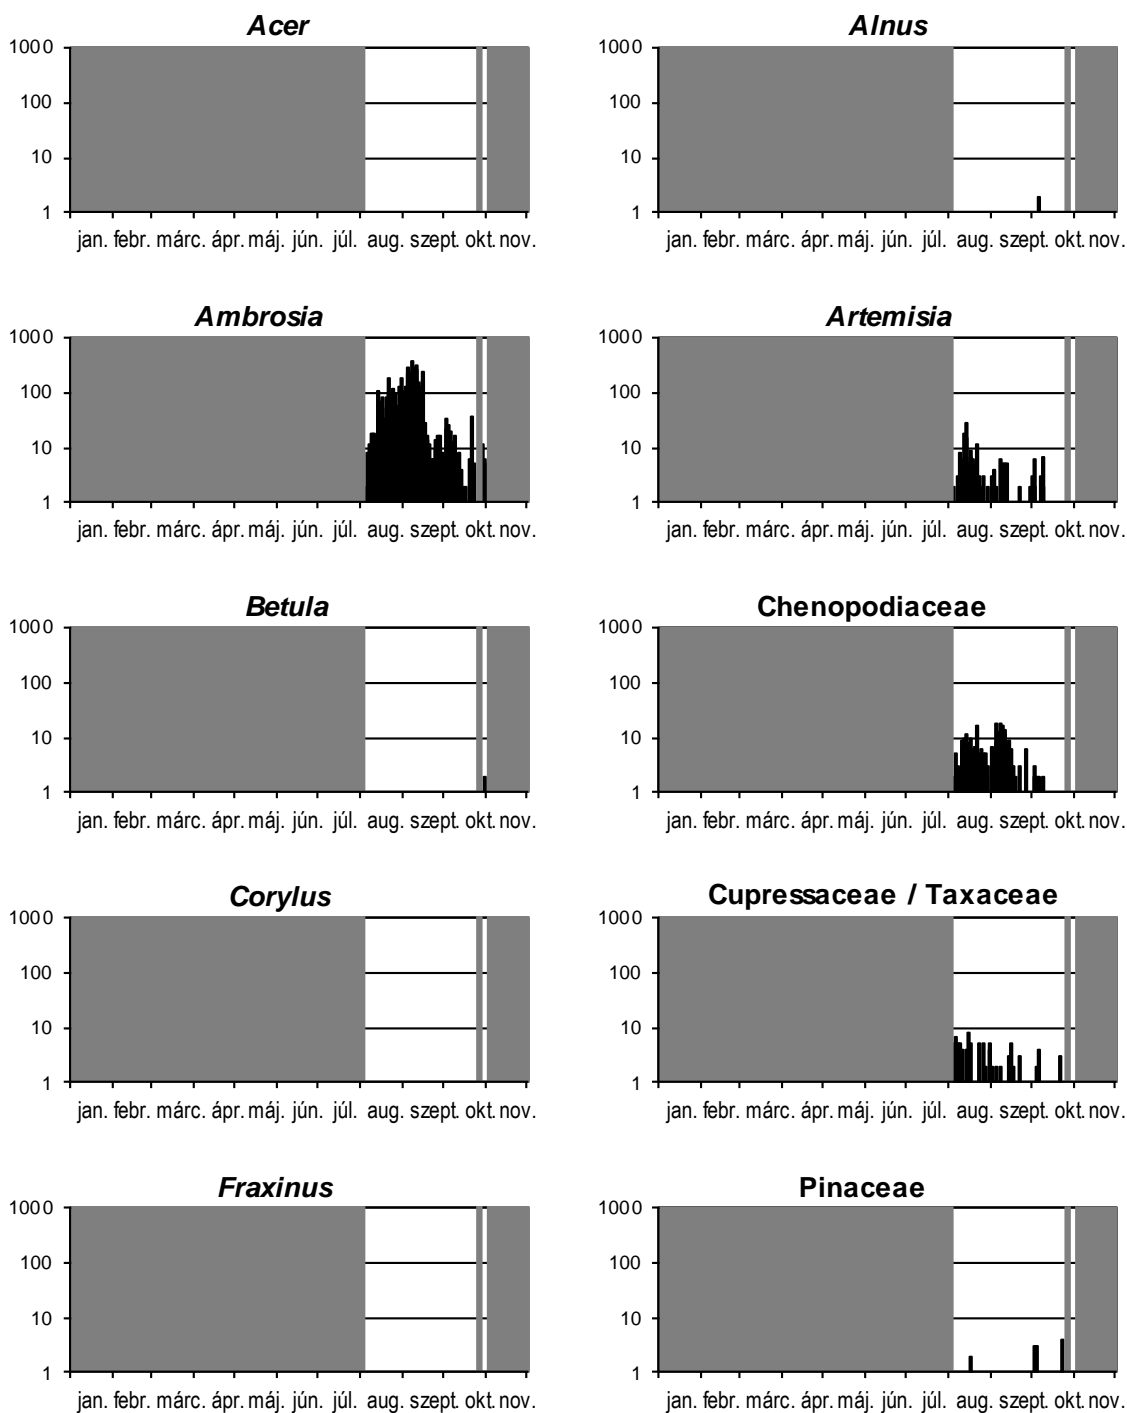 Acer
1000
100
10
1
jan. febr. márc. ápr. máj. jún. júl. aug. szept. okt. nov.
Alnus
1000
100
10
1
jan. febr. márc. ápr. máj. jún. júl. aug. szept. okt. nov.
Ambrosia
1000
100
10
1
jan. febr. márc. ápr. máj. jún. júl. aug. szept. okt. nov.
Artemisia
1000
100
10
1
jan. febr. márc. ápr. máj. jún. júl. aug. szept. okt. nov.
Betula
1000
100
10
1
jan. febr. márc. ápr. máj. jún. júl. aug. szept. okt. nov.
Chenopodiaceae
1000
100
10
1
jan. febr. márc. ápr. máj. jún. júl. aug. szept. okt. nov.
Corylus
1000
100
10
1
jan. febr. márc. ápr. máj. jún. júl. aug. szept. okt. nov.
Cupressaceae / Taxaceae
1000
100
10
1
jan. febr. márc. ápr. máj. jún. júl. aug. szept. okt. nov.
Fraxinus
1000
100
10
1
jan. febr. márc. ápr. máj. jún. júl. aug. szept. okt. nov.
Pinaceae
1000
100
10
1
jan. febr. márc. ápr. máj. jún. júl. aug. szept. okt. nov.